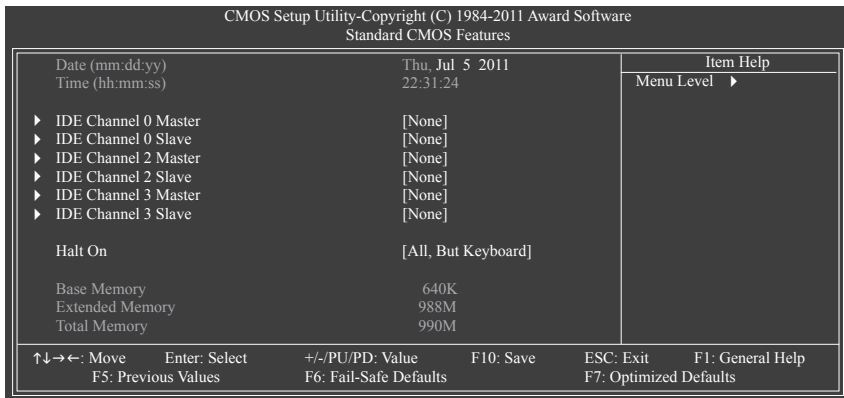 CMOS Setup Utility-Copyright (C) 1984-2011 Award Software
Standard CMOS Features
Date (mm:dd:yy) Thu, Jul 5 2011
Time (hh:mm:ss) 22:31:24
IDE Channel 0 Master [None]
IDE Channel 0 Slave [None]
IDE Channel 2 Master [None]
IDE Channel 2 Slave [None]
IDE Channel 3 Master [None]
IDE Channel 3 Slave [None]
Halt On [All, But Keyboard]
Base Memory 640K
Extended Memory 988M
Total Memory 990M
Item Help
Menu Level
↑↓→←: Move Enter: Select +/-/PU/PD: Value F10: Save ESC: Exit F1: General Help
F5: Previous Values F6: Fail-Safe Defaults F7: Optimized Defaults